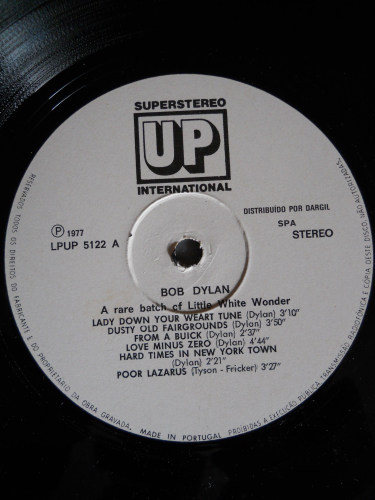 SUPERSTEREO
UP
INTERNATIONAL
DISTRIBUÍDO POR DARGIL
SPA
STEREO
Ⓟ 1977
LPUP 5122 A
BOB DYLAN
A rare batch of Little White Wonder
LADY DOWN YOUR WEART TUNE (Dylan) 3'10"
DUSTY OLD FAIRGROUNDS (Dylan) 3'50"
FROM A BUICK (Dylan) 2'37"
LOVE MINUS ZERO (Dylan) 4'44"
HARD TIMES IN NEW YORK TOWN
(Dylan) 2'21"
POOR LAZARUS (Tyson - Fricker) 3'27"
RESERVADOS TODOS OS DIREITOS DO FABRICANTE E DO PROPRIETARIO DA OBRA GRAVADA. MADE IN PORTUGAL PROIBIDAS A EXECUÇÃO PÚBLICA, TRANSMISSÃO RADIOFÓNICA E CÓPIA DESTE DISCO, NÃO AUTORIZADAS.